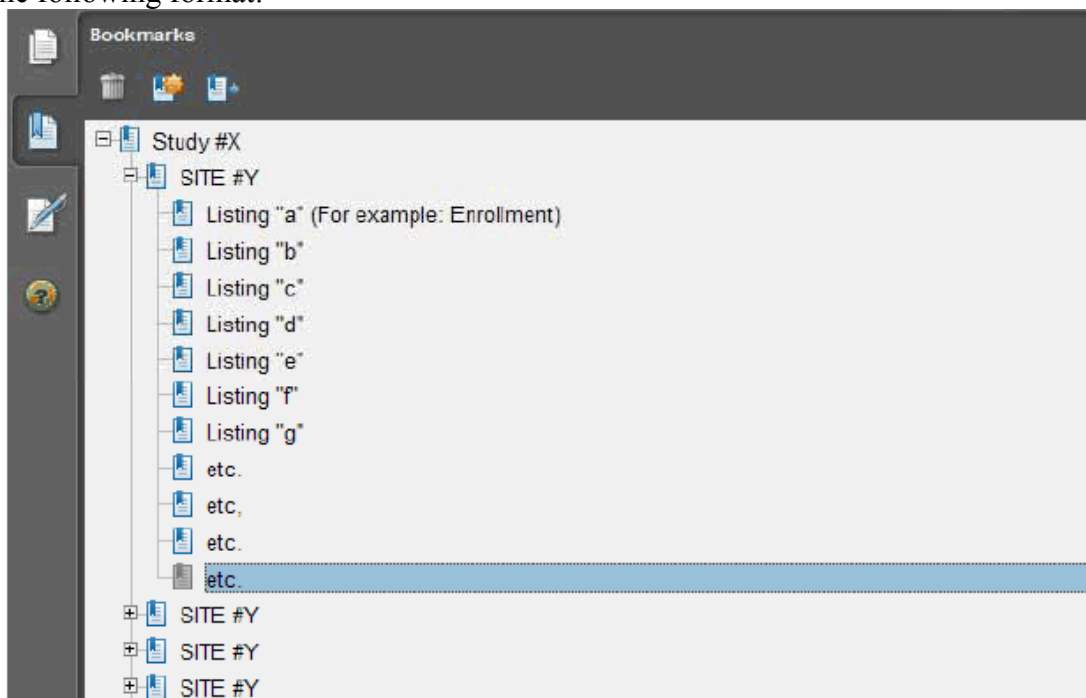 ne following format:
Bookmarks
Study #X
SITE #Y
Listing "a" (For example: Enrollment)
Listing "b"
Listing "c"
Listing "d"
Listing "e"
Listing "f"
Listing "g"
etc.
etc,
etc.
etc.
SITE #Y
SITE #Y
SITE #Y